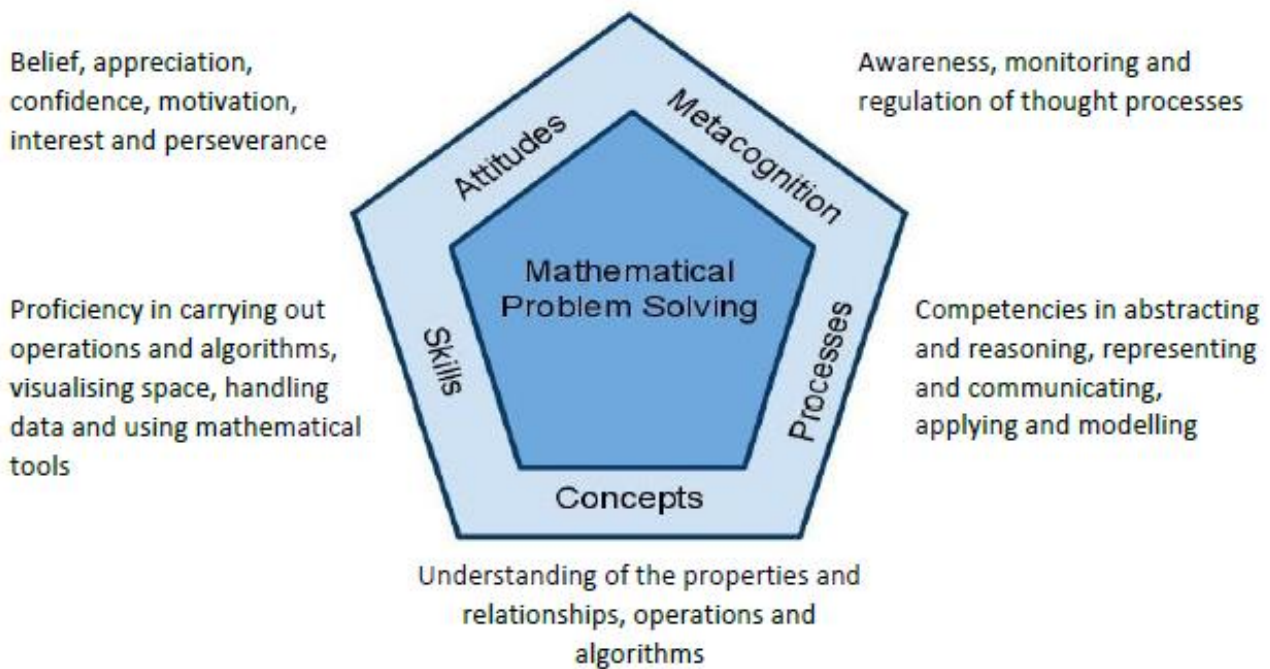 Belief, appreciation,
confidence, motivation,
interest and perseverance
Attitudes
Metacognition
Awareness, monitoring and
regulation of thought processes
Mathematical
Problem Solving
Proficiency in carrying out
operations and algorithms,
visualising space, handling
data and using mathematical
tools
Skills
Processes
Competencies in abstracting
and reasoning, representing
and communicating,
applying and modelling
Concepts
Understanding of the properties and
relationships, operations and
algorithms